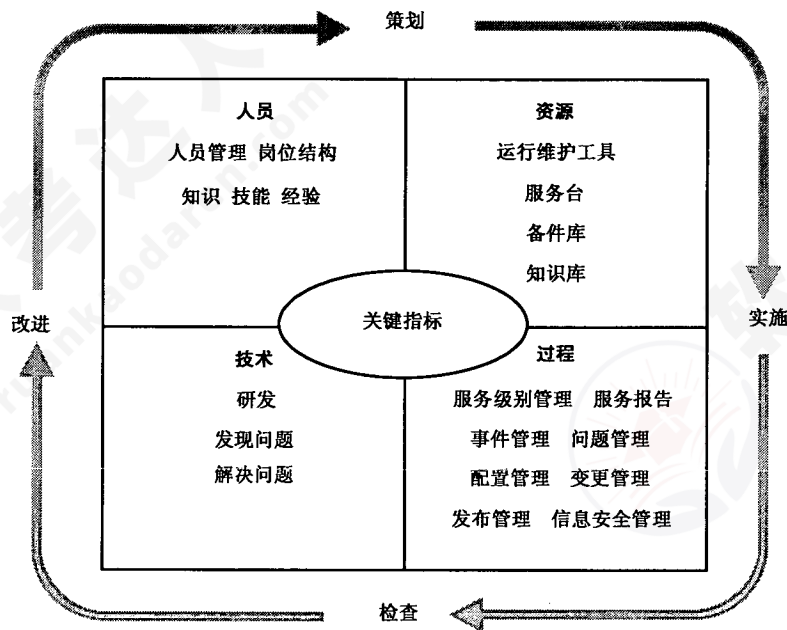 策划
人员
人员管理 岗位结构
知识 技能 经验
资源
运行维护工具
服务台
备件库
知识库
改进
关键指标
实施
技术
研发
发现问题
解决问题
过程
服务级别管理 服务报告
事件管理 问题管理
配置管理 变更管理
发布管理 信息安全管理
检查